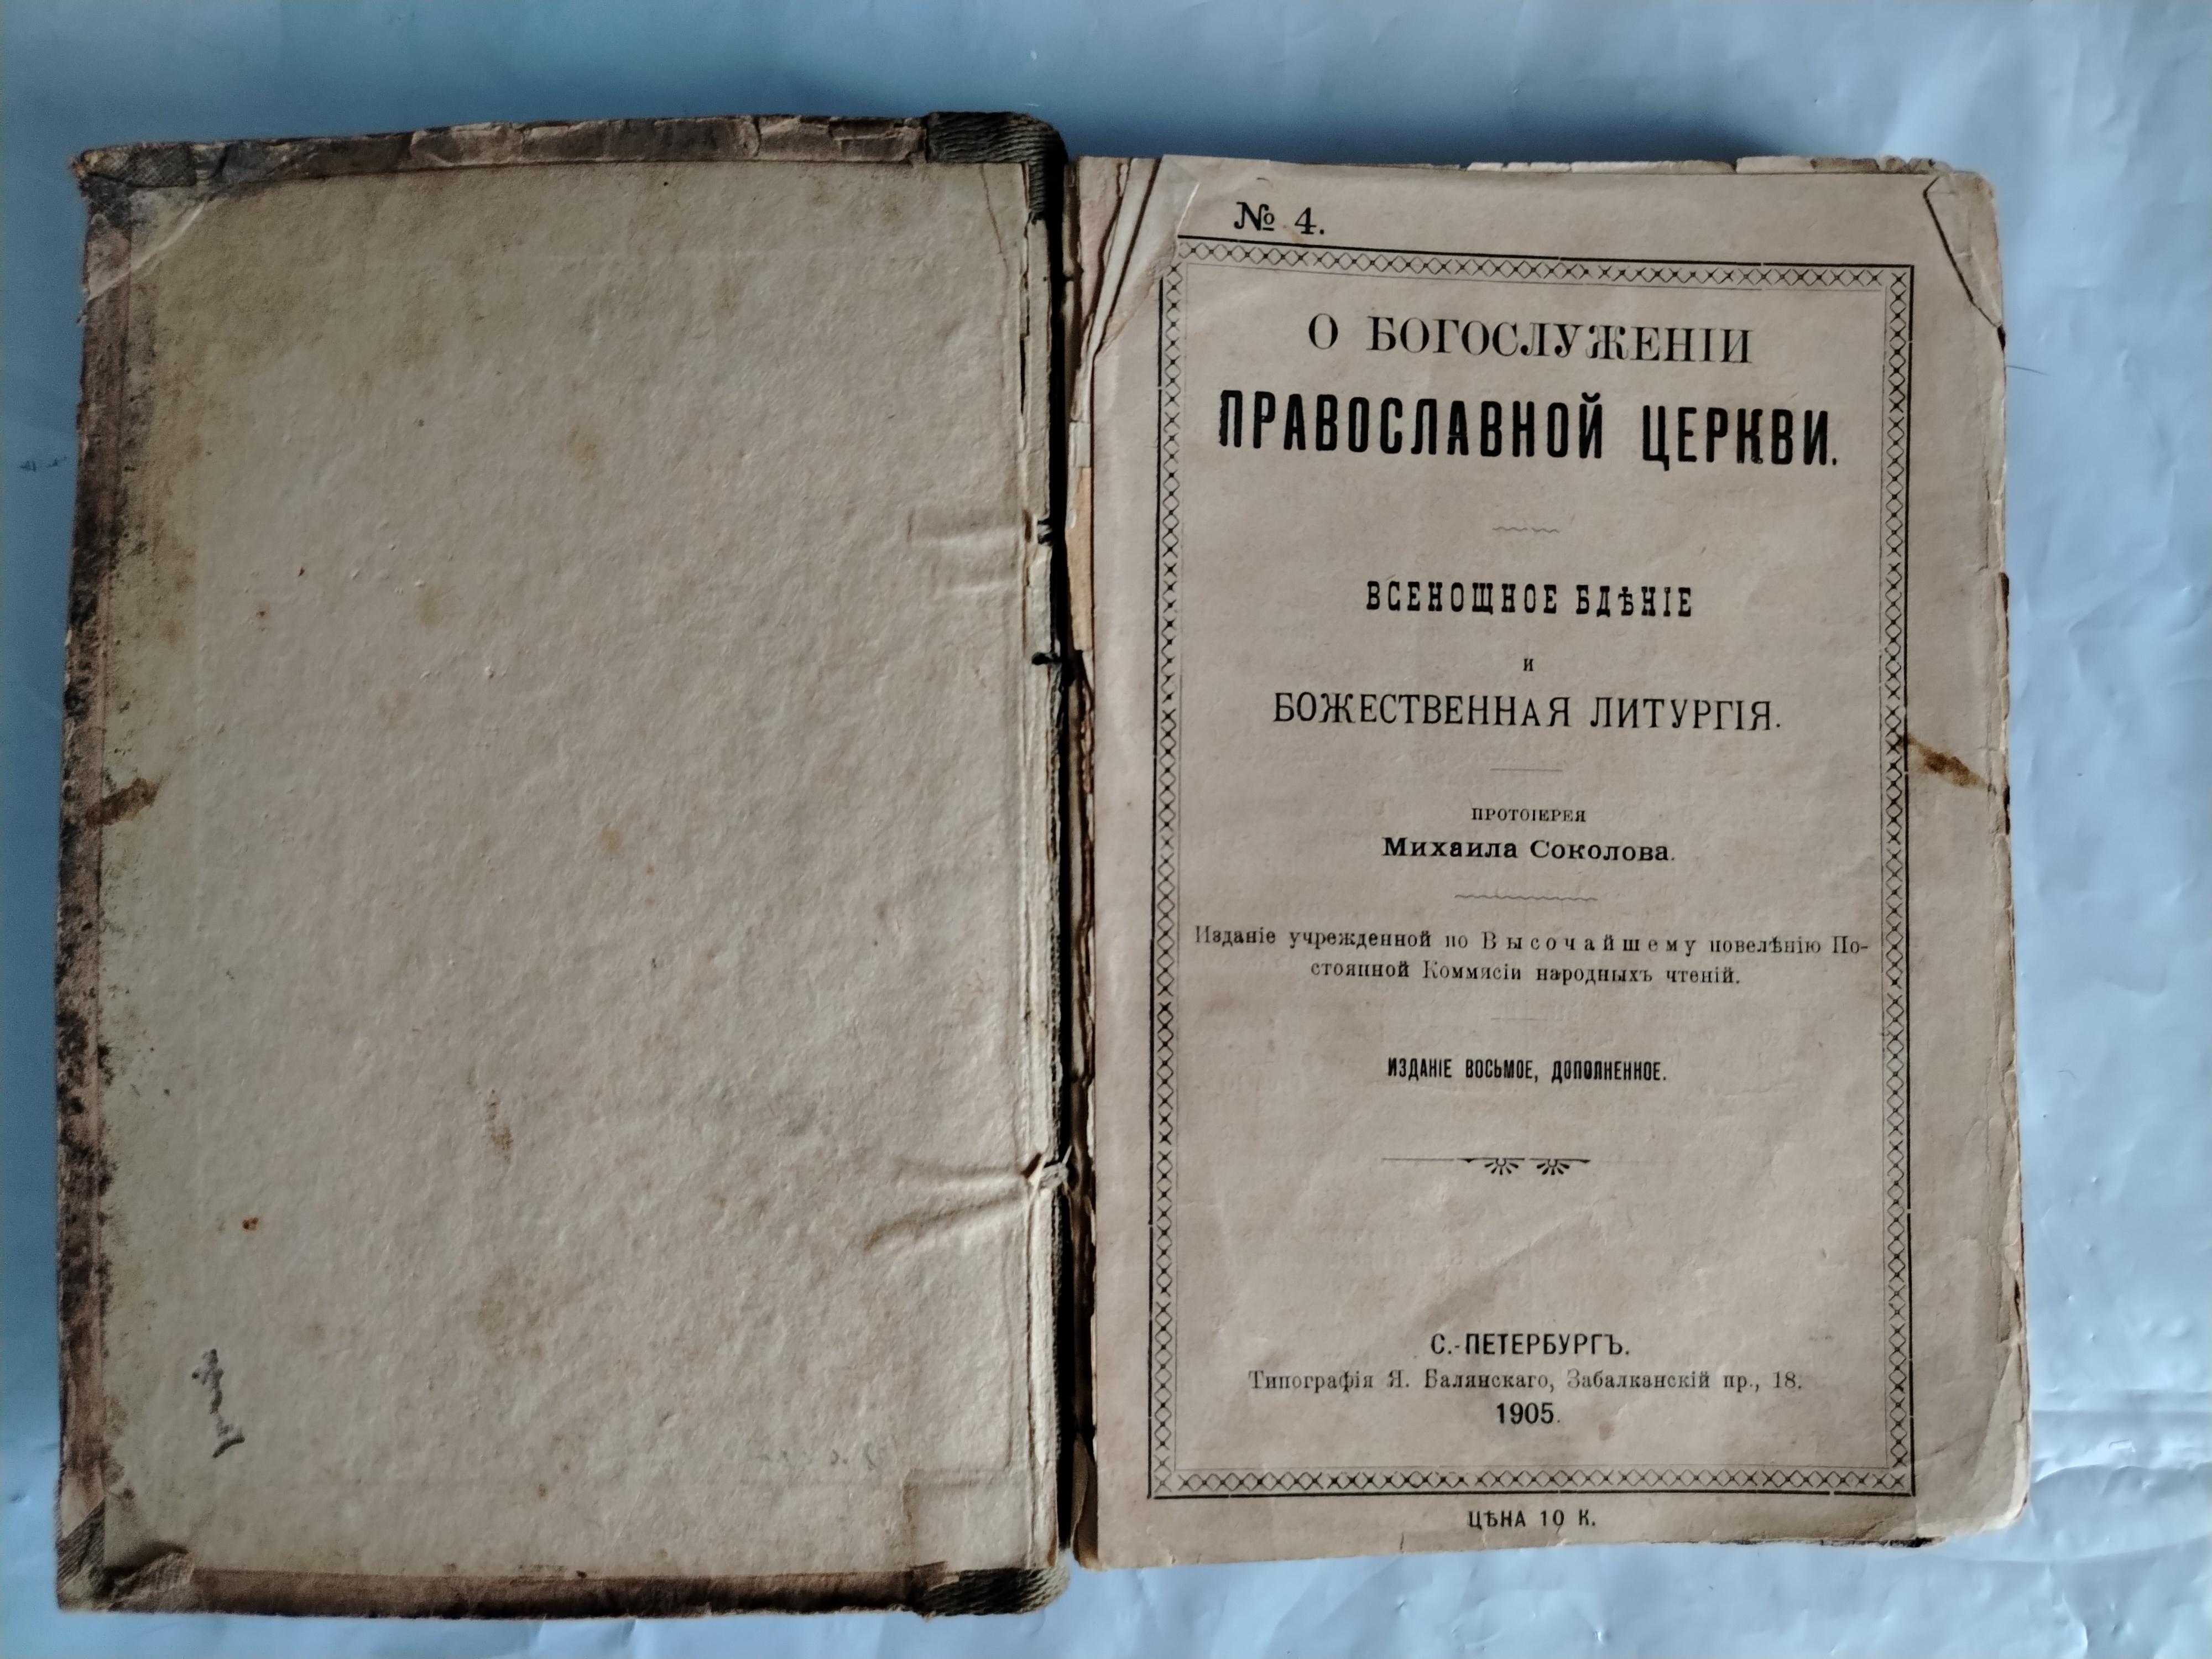 № 4.
О БОГОСЛУЖЕНІИ
ПРАВОСЛАВНОЙ ЦЕРКВИ.
ВСЕНОЩНОЕ БДѢНІЕ
И
БОЖЕСТВЕННАЯ ЛИТУРГІЯ.
ПРОТОІЕРЕЯ
Михаила Соколова.
Изданіе учрежденной по Высочайшему повелѣнію По-
стоянной Коммисіи народныхъ чтеній.
ИЗДАНІЕ ВОСЬМОЕ, ДОПОЛНЕННОЕ.
С.-ПЕТЕРБУРГЪ.
Типографія Я. Балянскаго, Забалканскій пр., 18.
1905.
ЦѢНА 10 К.